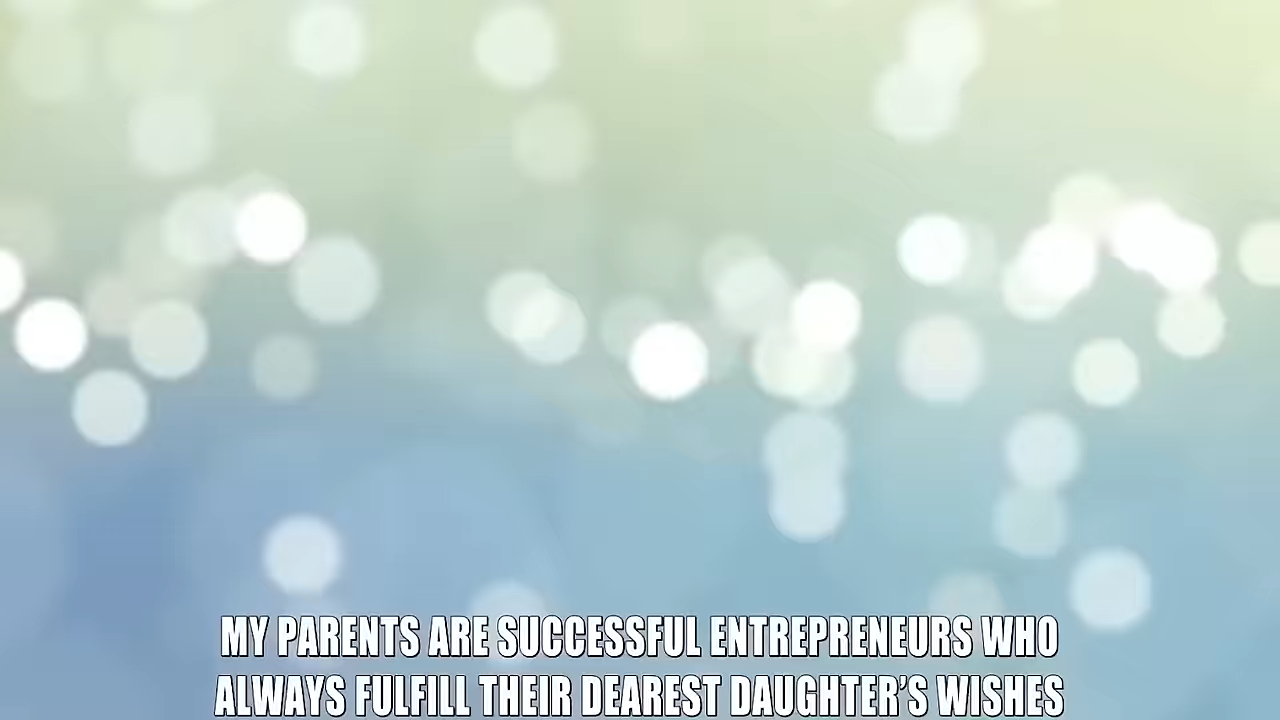 MY PARENTS ARE SUCCESSFUL ENTREPRENEURS WHO
ALWAYS FULFILL THEIR DEAREST DAUGHTER’S WISHES